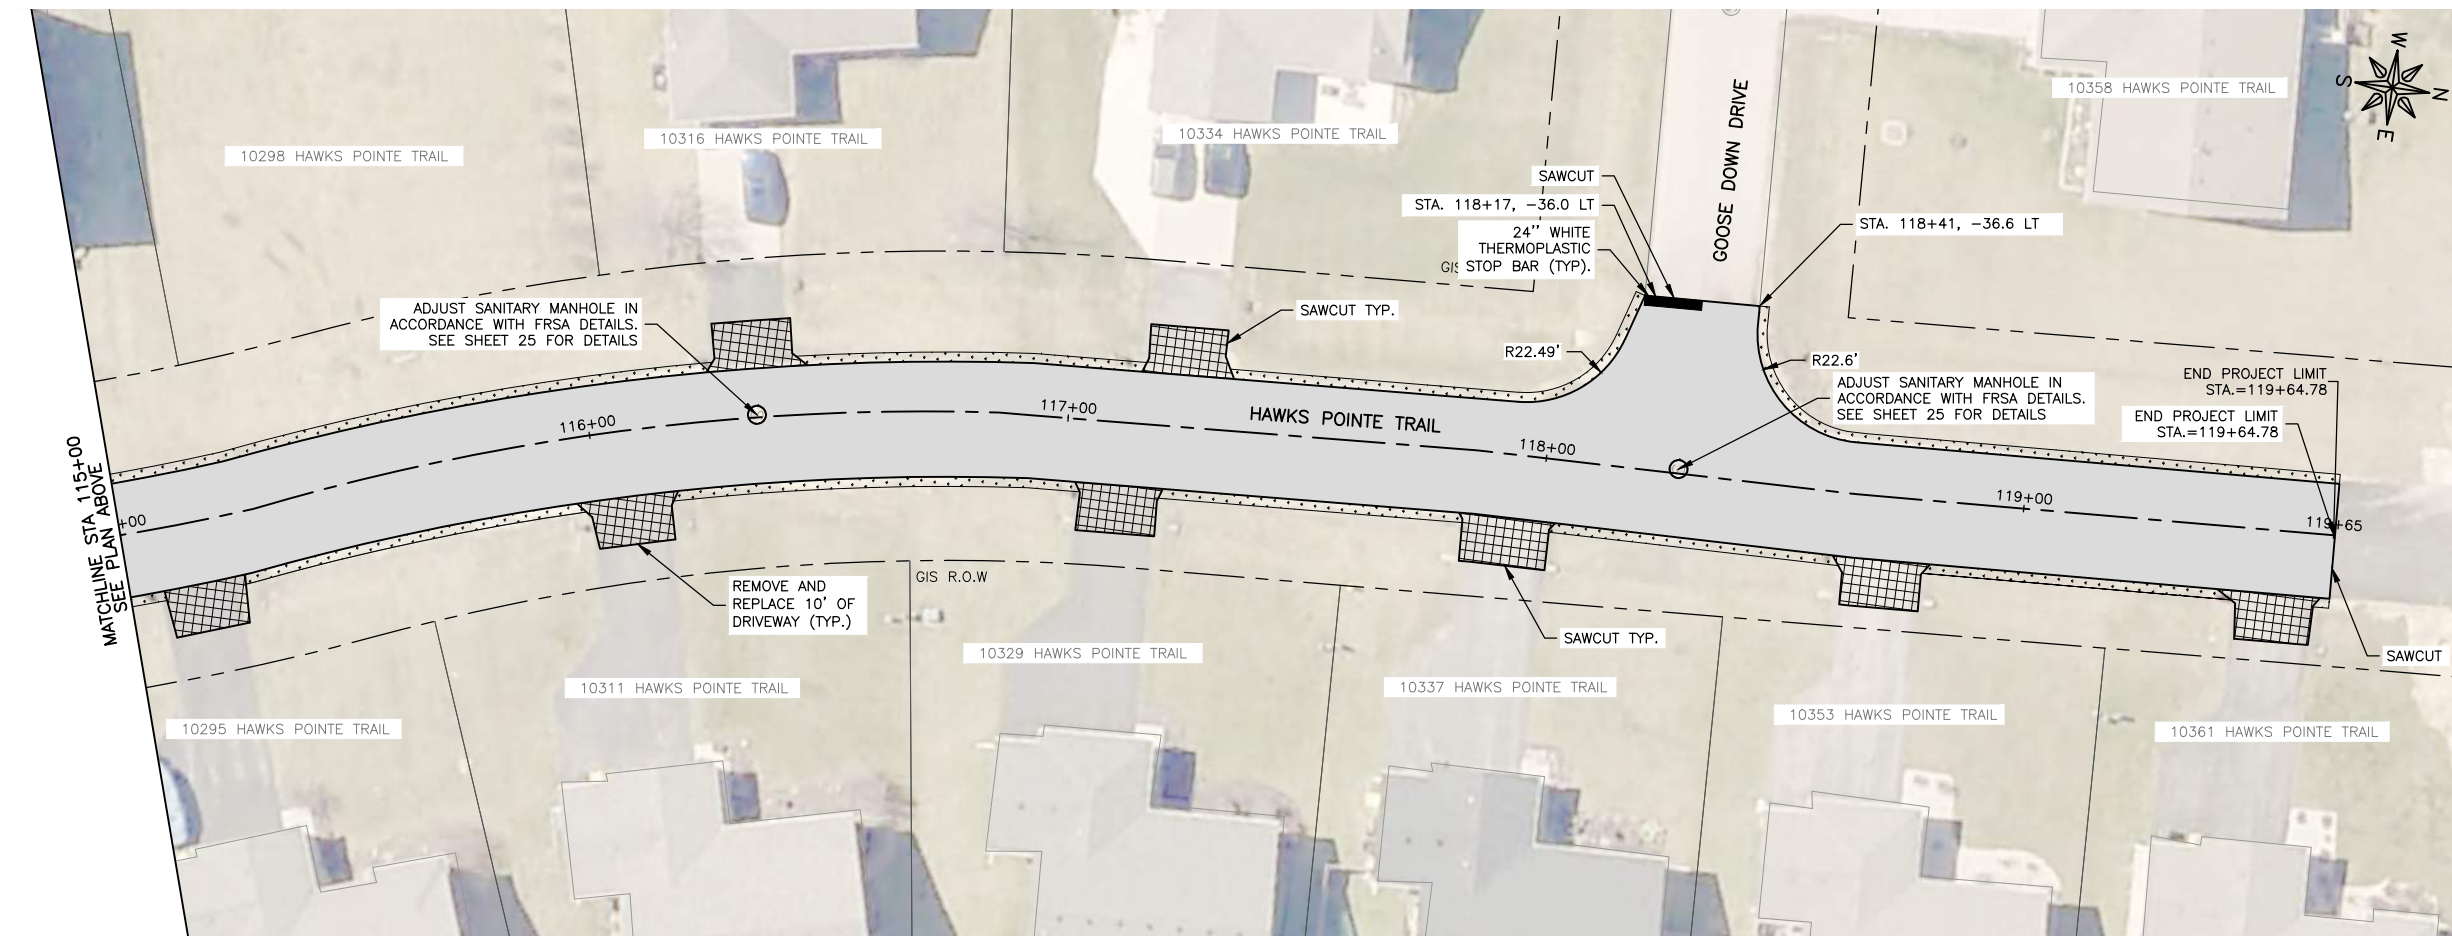 W
S
N
E
10358 HAWKS POINTE TRAIL
10298 HAWKS POINTE TRAIL
10316 HAWKS POINTE TRAIL
10334 HAWKS POINTE TRAIL
GOOSE DOWN DRIVE
SAWCUT
STA. 118+17, -36.0 LT
24'' WHITE
THERMOPLASTIC
STOP BAR (TYP).
GIS
STA. 118+41, -36.6 LT
ADJUST SANITARY MANHOLE IN
ACCORDANCE WITH FRSA DETAILS.
SEE SHEET 25 FOR DETAILS
SAWCUT TYP.
R22.49'
R22.6'
ADJUST SANITARY MANHOLE IN
ACCORDANCE WITH FRSA DETAILS.
SEE SHEET 25 FOR DETAILS
END PROJECT LIMIT
STA.=119+64.78
END PROJECT LIMIT
STA.=119+64.78
MATCHLINE STA 115+00
SEE PLAN ABOVE
+00
116+00
117+00
HAWKS POINTE TRAIL
118+00
119+00
119+65
REMOVE AND
REPLACE 10' OF
DRIVEWAY (TYP.)
GIS R.O.W
SAWCUT TYP.
SAWCUT
10295 HAWKS POINTE TRAIL
10311 HAWKS POINTE TRAIL
10329 HAWKS POINTE TRAIL
10337 HAWKS POINTE TRAIL
10353 HAWKS POINTE TRAIL
10361 HAWKS POINTE TRAIL